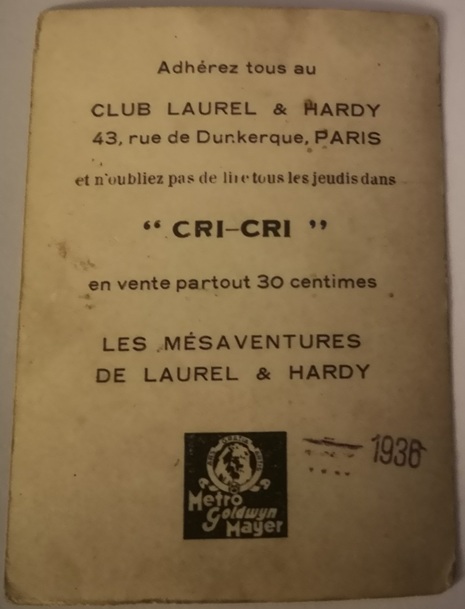 Adhérez tous au
CLUB LAUREL & HARDY
43, rue de Dunkerque, PARIS
et n'oubliez pas de lire tous les jeudis dans
" CRI-CRI "
en vente partout 30 centimes
LES MÉSAVENTURES
DE LAUREL & HARDY
1936
Metro
Goldwyn
Mayer